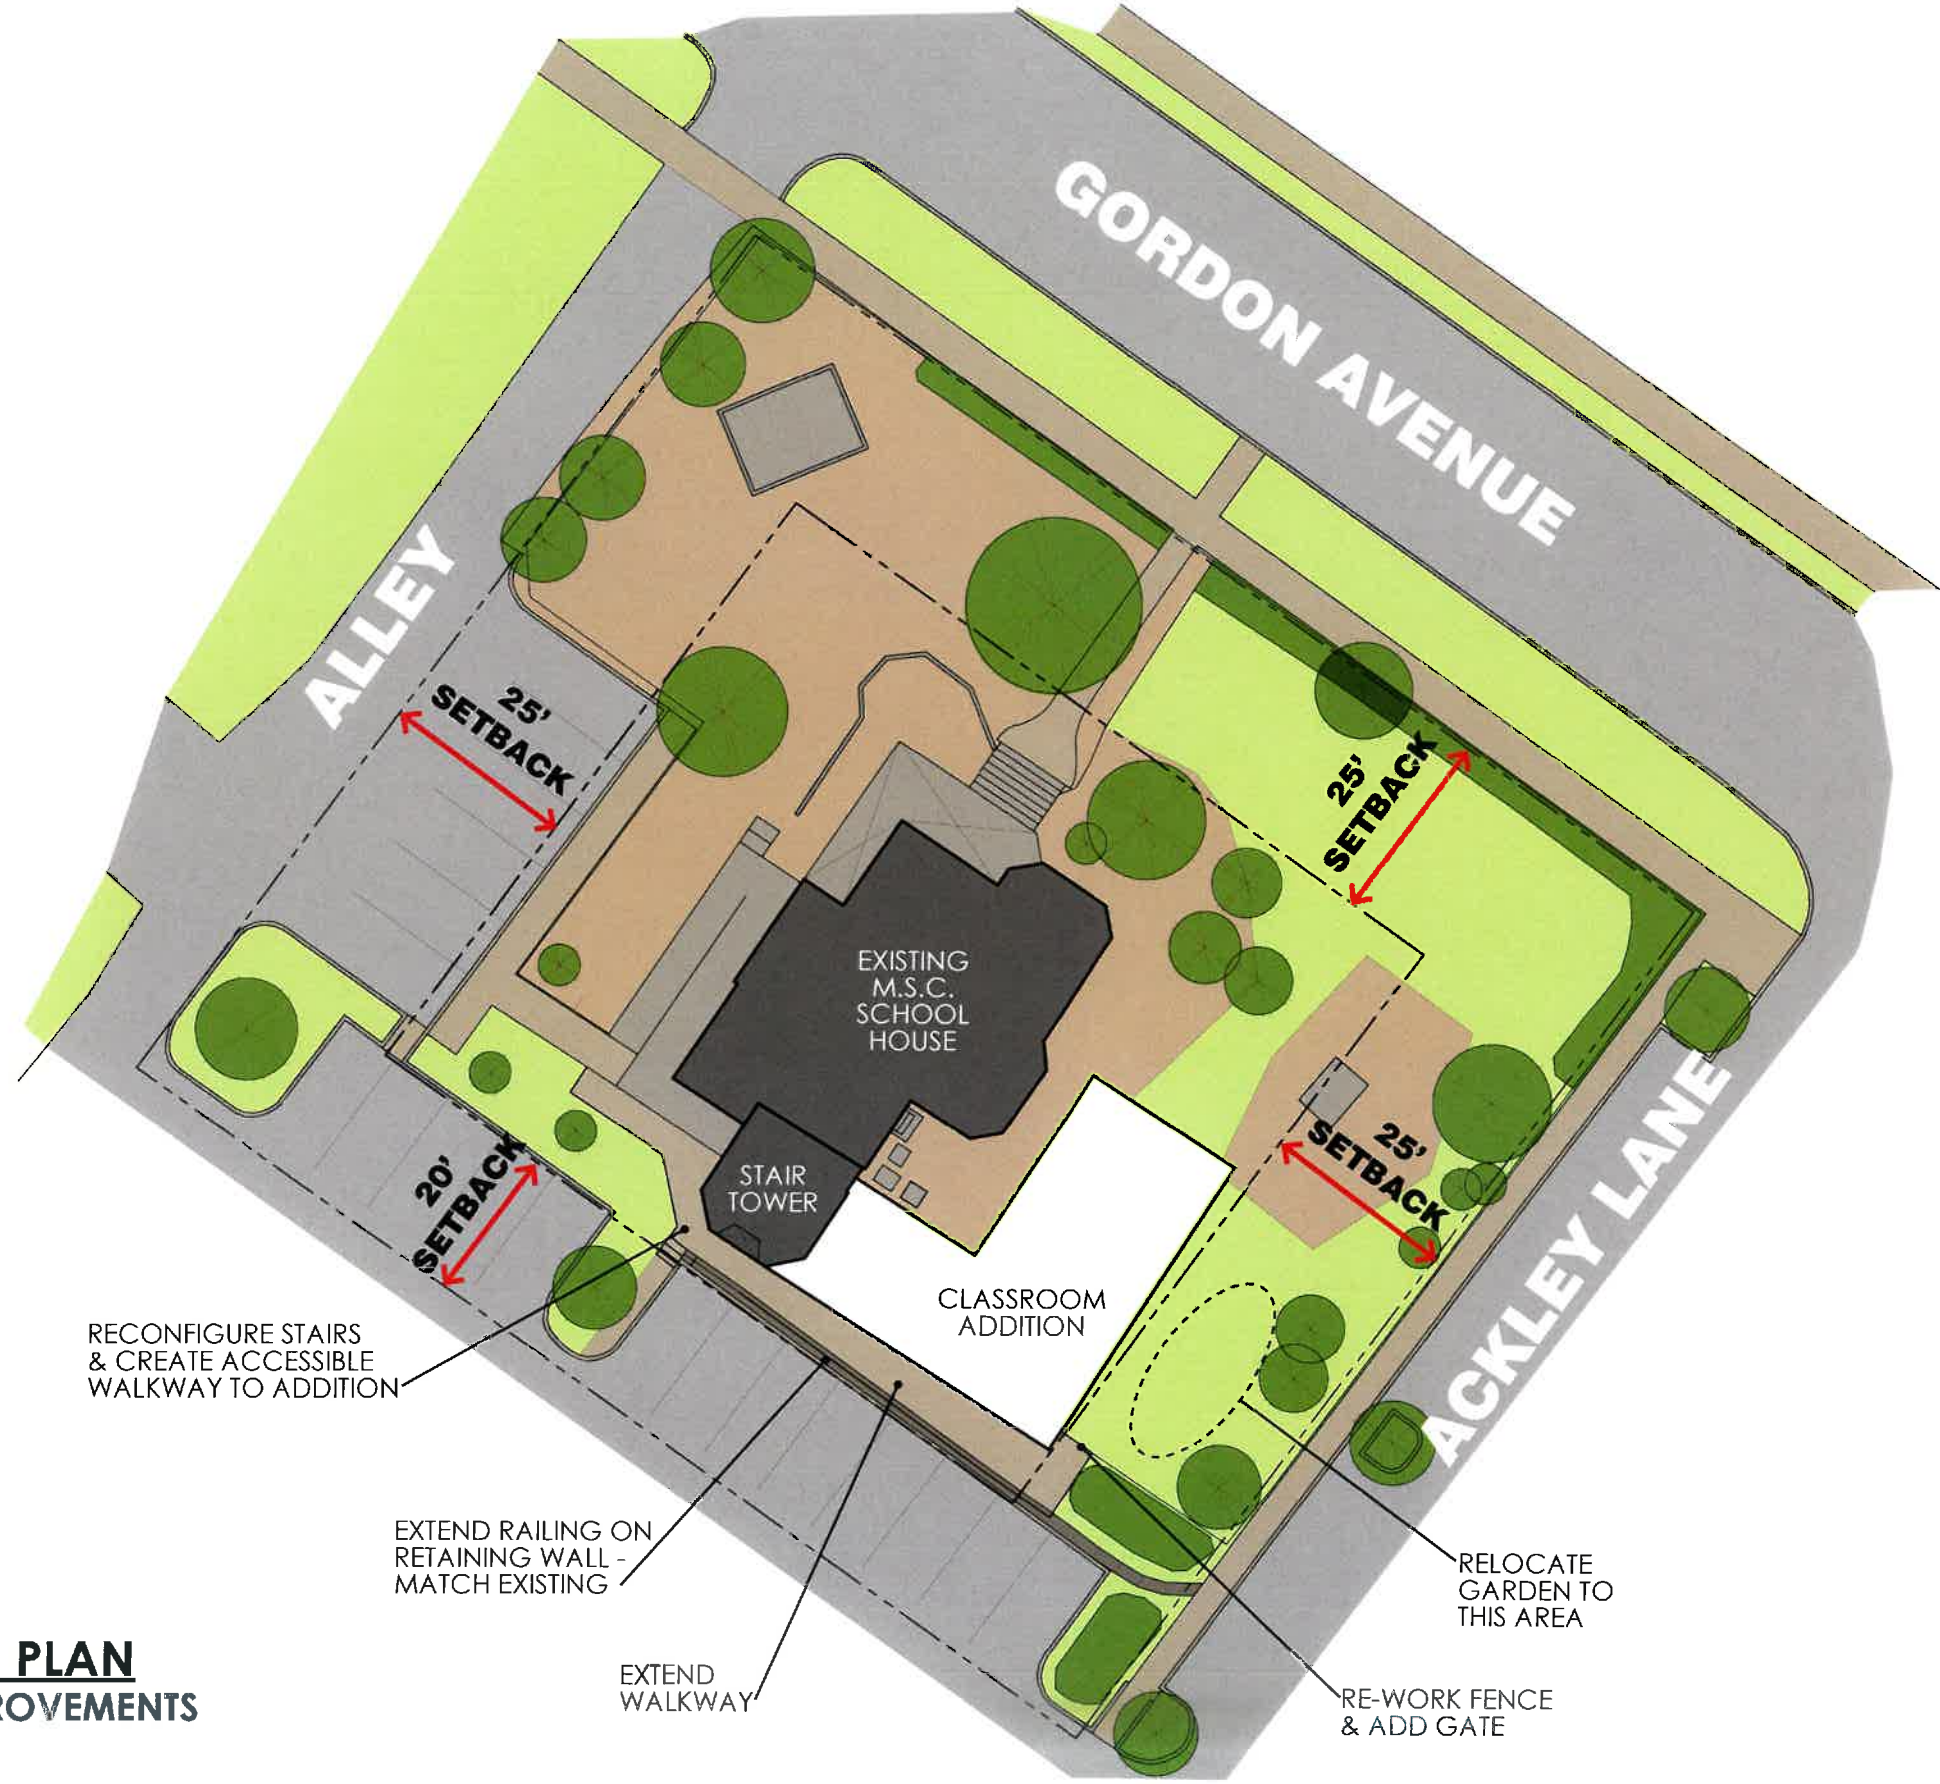 GORDON AVENUE
ALLEY
25'
SETBACK
25'
SETBACK
EXISTING
M.S.C.
SCHOOL
HOUSE
25'
SETBACK
20'
SETBACK
STAIR
TOWER
ACKLEY LANE
CLASSROOM
ADDITION
RECONFIGURE STAIRS
& CREATE ACCESSIBLE
WALKWAY TO ADDITION
EXTEND RAILING ON
RETAINING WALL -
MATCH EXISTING
RELOCATE
GARDEN TO
THIS AREA
EXTEND
WALKWAY
RE-WORK FENCE
& ADD GATE
PLAN
ROVEMENTS